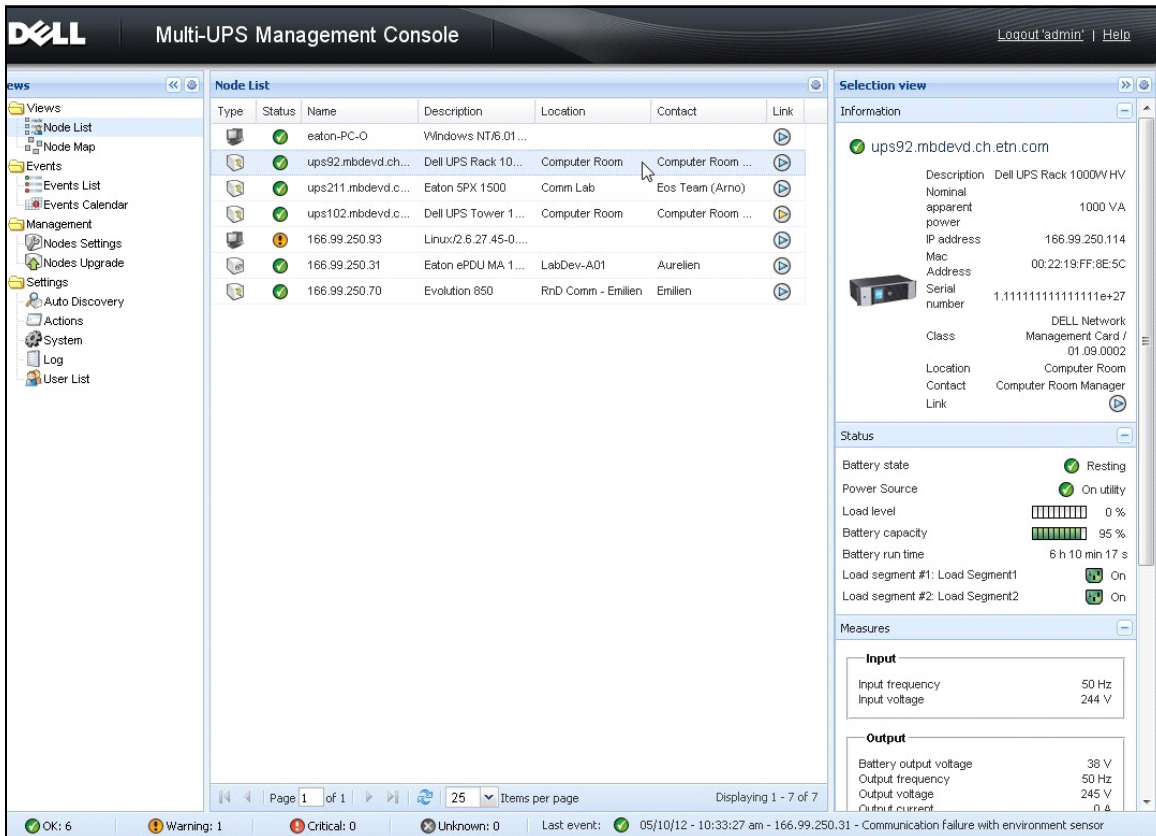 DELL Multi-UPS Management Console Logout 'admin' | Help
ews
Views
Node List
Node Map
Events
Events List
Events Calendar
Management
Nodes Settings
Nodes Upgrade
Settings
Auto Discovery
Actions
System
Log
User List
Node List
Type Status Name Description Location Contact Link
eaton-PC-O Windows NT/6.01....
ups92.mbdevd.ch... Dell UPS Rack 10... Computer Room Computer Room ...
ups211.mbdevd.c... Eaton 5PX 1500 Comm Lab Eos Team (Arno)
ups102.mbdevd.c... Dell UPS Tower 1... Computer Room Computer Room ...
166.99.250.93 Linux/2.6.27.45-0....
166.99.250.31 Eaton ePDU MA 1... LabDev-A01 Aurelien
166.99.250.70 Evolution 850 RnD Comm - Emilien Emilien
Page 1 of 1 25 Items per page Displaying 1 - 7 of 7
Selection view
Information
ups92.mbdevd.ch.etn.com
Description Dell UPS Rack 1000W HV
Nominal
apparent 1000 VA
power
IP address 166.99.250.114
Mac
Address 00:22:19:FF:8E:5C
Serial
number 1.111111111111111e+27
DELL Network
Class Management Card /
01.09.0002
Location Computer Room
Contact Computer Room Manager
Link
Status
Battery state Resting
Power Source On utility
Load level 0 %
Battery capacity 95 %
Battery run time 6 h 10 min 17 s
Load segment #1: Load Segment1 On
Load segment #2: Load Segment2 On
Measures
Input
Input frequency 50 Hz
Input voltage 244 V
Output
Battery output voltage 38 V
Output frequency 50 Hz
Output voltage 245 V
Output current 0 A
OK: 6 Warning: 1 Critical: 0 Unknown: 0 Last event: 05/10/12 - 10:33:27 am - 166.99.250.31 - Communication failure with environment sensor